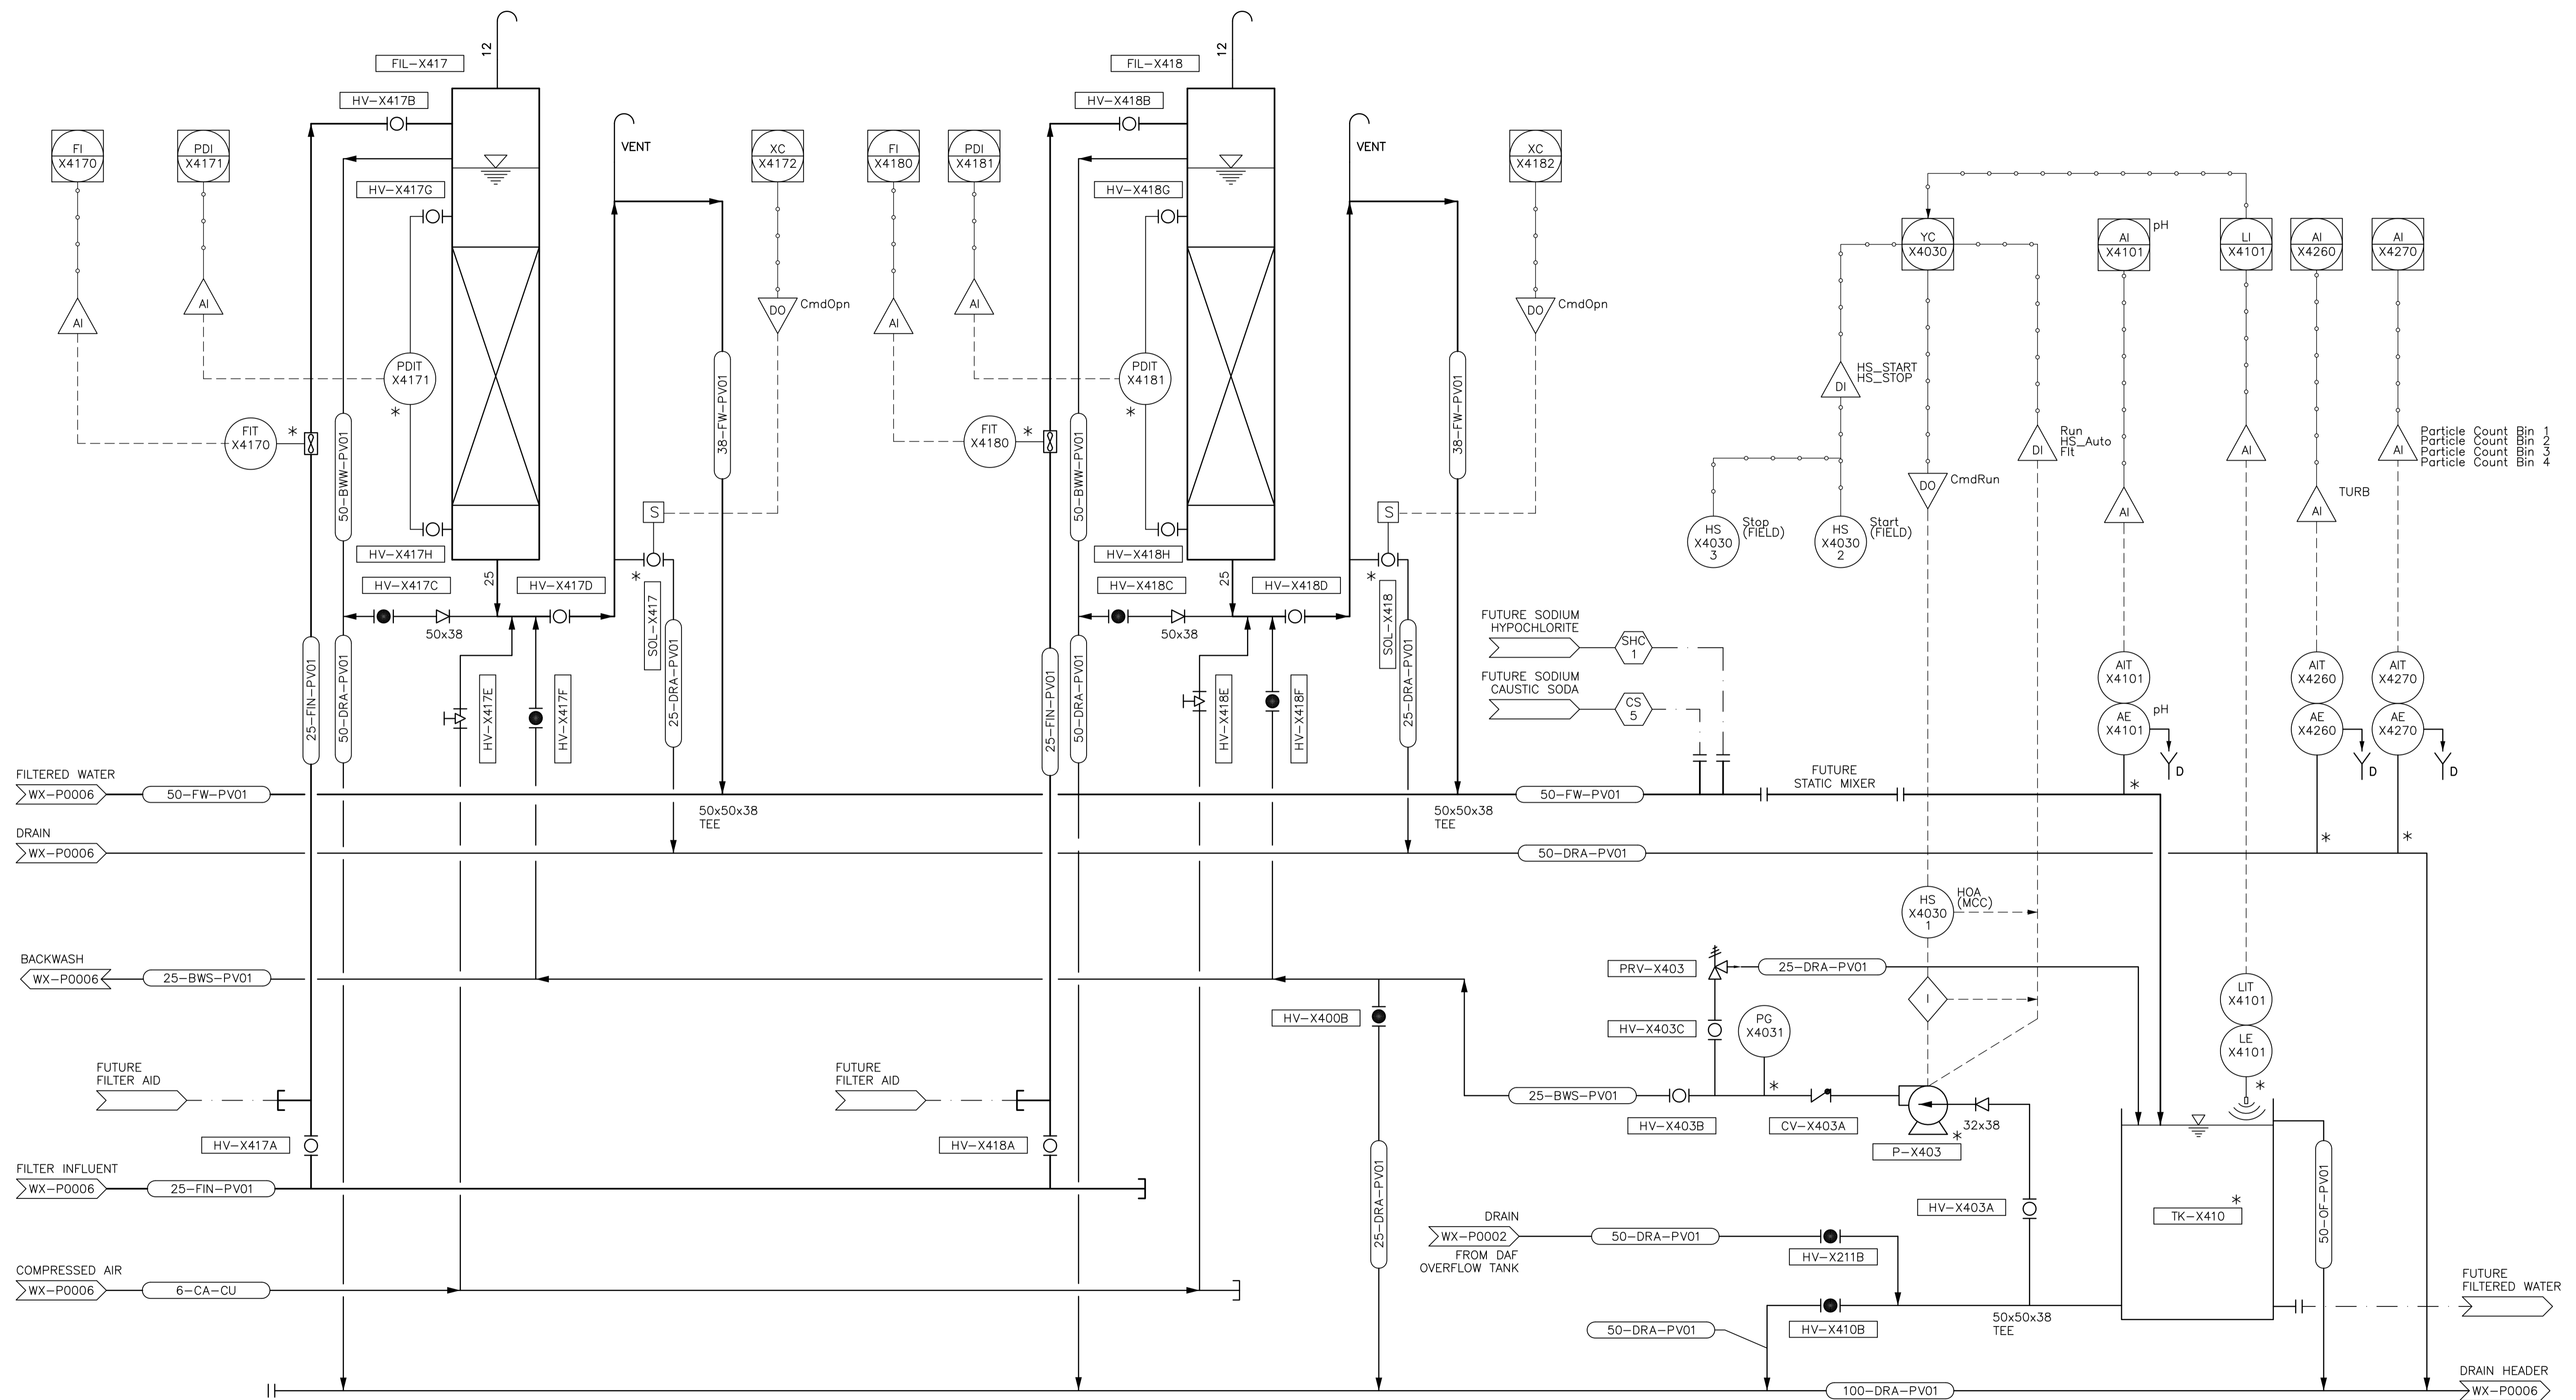 12
12
FIL-X417
FIL-X418
HV-X417B
HV-X418B
FI
X4170
PDI
X4171
VENT
XC
X4172
FI
X4180
PDI
X4181
VENT
XC
X4182
HV-X417G
HV-X418G
YC
X4030
AI
X4101
pH
LI
X4101
AI
X4260
AI
X4270
AI
AI
DO
CmdOpn
AI
AI
DO
CmdOpn
PDIT
X4171
*
PDIT
X4181
*
38-FW-PV01
38-FW-PV01
HS_START
HS_STOP
DI
FIT
X4170
*
50-BWW-PV01
FIT
X4180
*
50-BWW-PV01
Run
HS_Auto
Flt
DI
AI
AI
Particle Count Bin 1
Particle Count Bin 2
Particle Count Bin 3
Particle Count Bin 4
DO
CmdRun
AI
TURB
AI
S
S
HS
X4030
3
Stop
(FIELD)
HS
X4030
2
Start
(FIELD)
HV-X417H
HV-X418H
HV-X417C
25
HV-X417D
*
HV-X418C
25
HV-X418D
*
50x38
50x38
SOL-X417
25-DRA-PV01
SOL-X418
25-DRA-PV01
FUTURE SODIUM
HYPOCHLORITE
SHC
1
FUTURE SODIUM
CAUSTIC SODA
CS
5
25-FIN-PV01
50-DRA-PV01
HV-X417E
HV-X417F
25-FIN-PV01
50-DRA-PV01
HV-X418E
HV-X418F
AIT
X4101
AE
X4101
pH
D
AIT
X4260
AE
X4260
D
AIT
X4270
AE
X4270
D
FILTERED WATER
WX-P0006
50-FW-PV01
50x50x38
TEE
50x50x38
TEE
50-FW-PV01
FUTURE
STATIC MIXER
*
DRAIN
WX-P0006
50-DRA-PV01
*
*
HS
X4030
1
HOA
(MCC)
BACKWASH
WX-P0006
25-BWS-PV01
PRV-X403
25-DRA-PV01
I
LIT
X4101
LE
X4101
*
HV-X400B
HV-X403C
PG
X4031
*
FUTURE
FILTER AID
FUTURE
FILTER AID
25-BWS-PV01
HV-X403B
CV-X403A
32x38
*
P-X403
HV-X417A
HV-X418A
FILTER INFLUENT
WX-P0006
25-FIN-PV01
25-DRA-PV01
HV-X403A
*
TK-X410
50-OF-PV01
DRAIN
WX-P0002
FROM DAF
OVERFLOW TANK
50-DRA-PV01
HV-X211B
COMPRESSED AIR
WX-P0006
6-CA-CU
FUTURE
FILTERED WATER
50-DRA-PV01
HV-X410B
50x50x38
TEE
100-DRA-PV01
DRAIN HEADER
WX-P0006